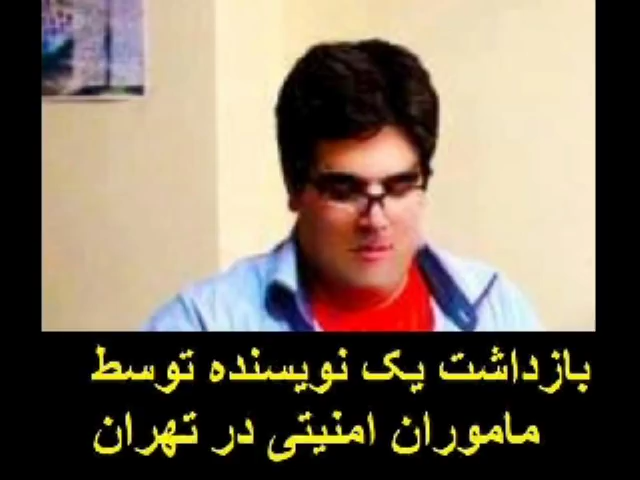 بازداشت یک نویسنده توسط
ماموران امنیتی در تهران